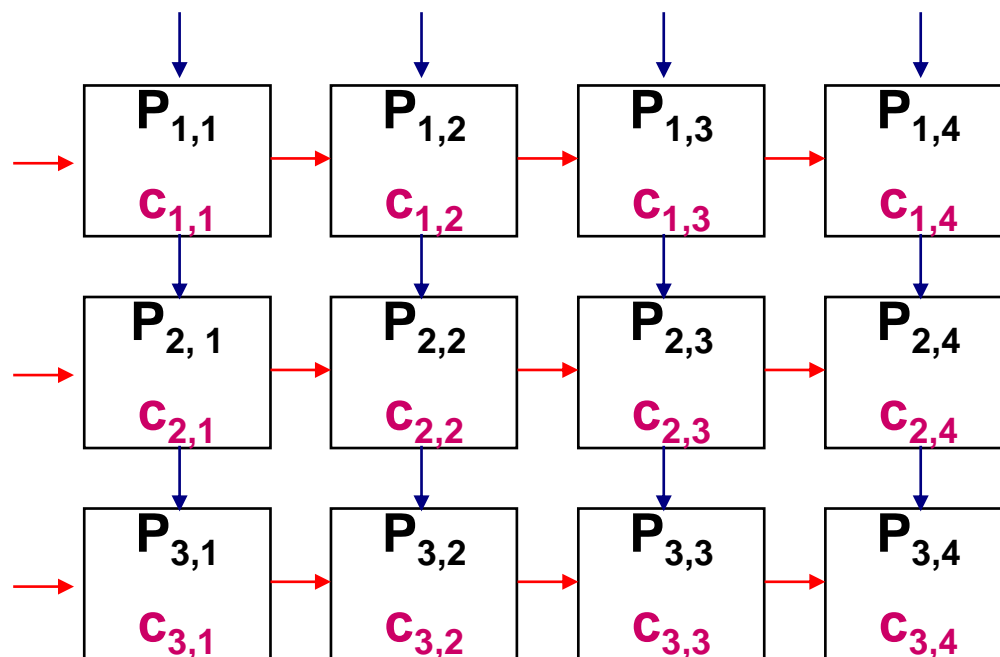 P1,1 P1,2 P1,3 P1,4
c1,1 c1,2 c1,3 c1,4
P2, 1 P2,2 P2,3 P2,4
c2,1 c2,2 c2,3 c2,4
P3,1 P3,2 P3,3 P3,4
c3,1 c3,2 c3,3 c3,4